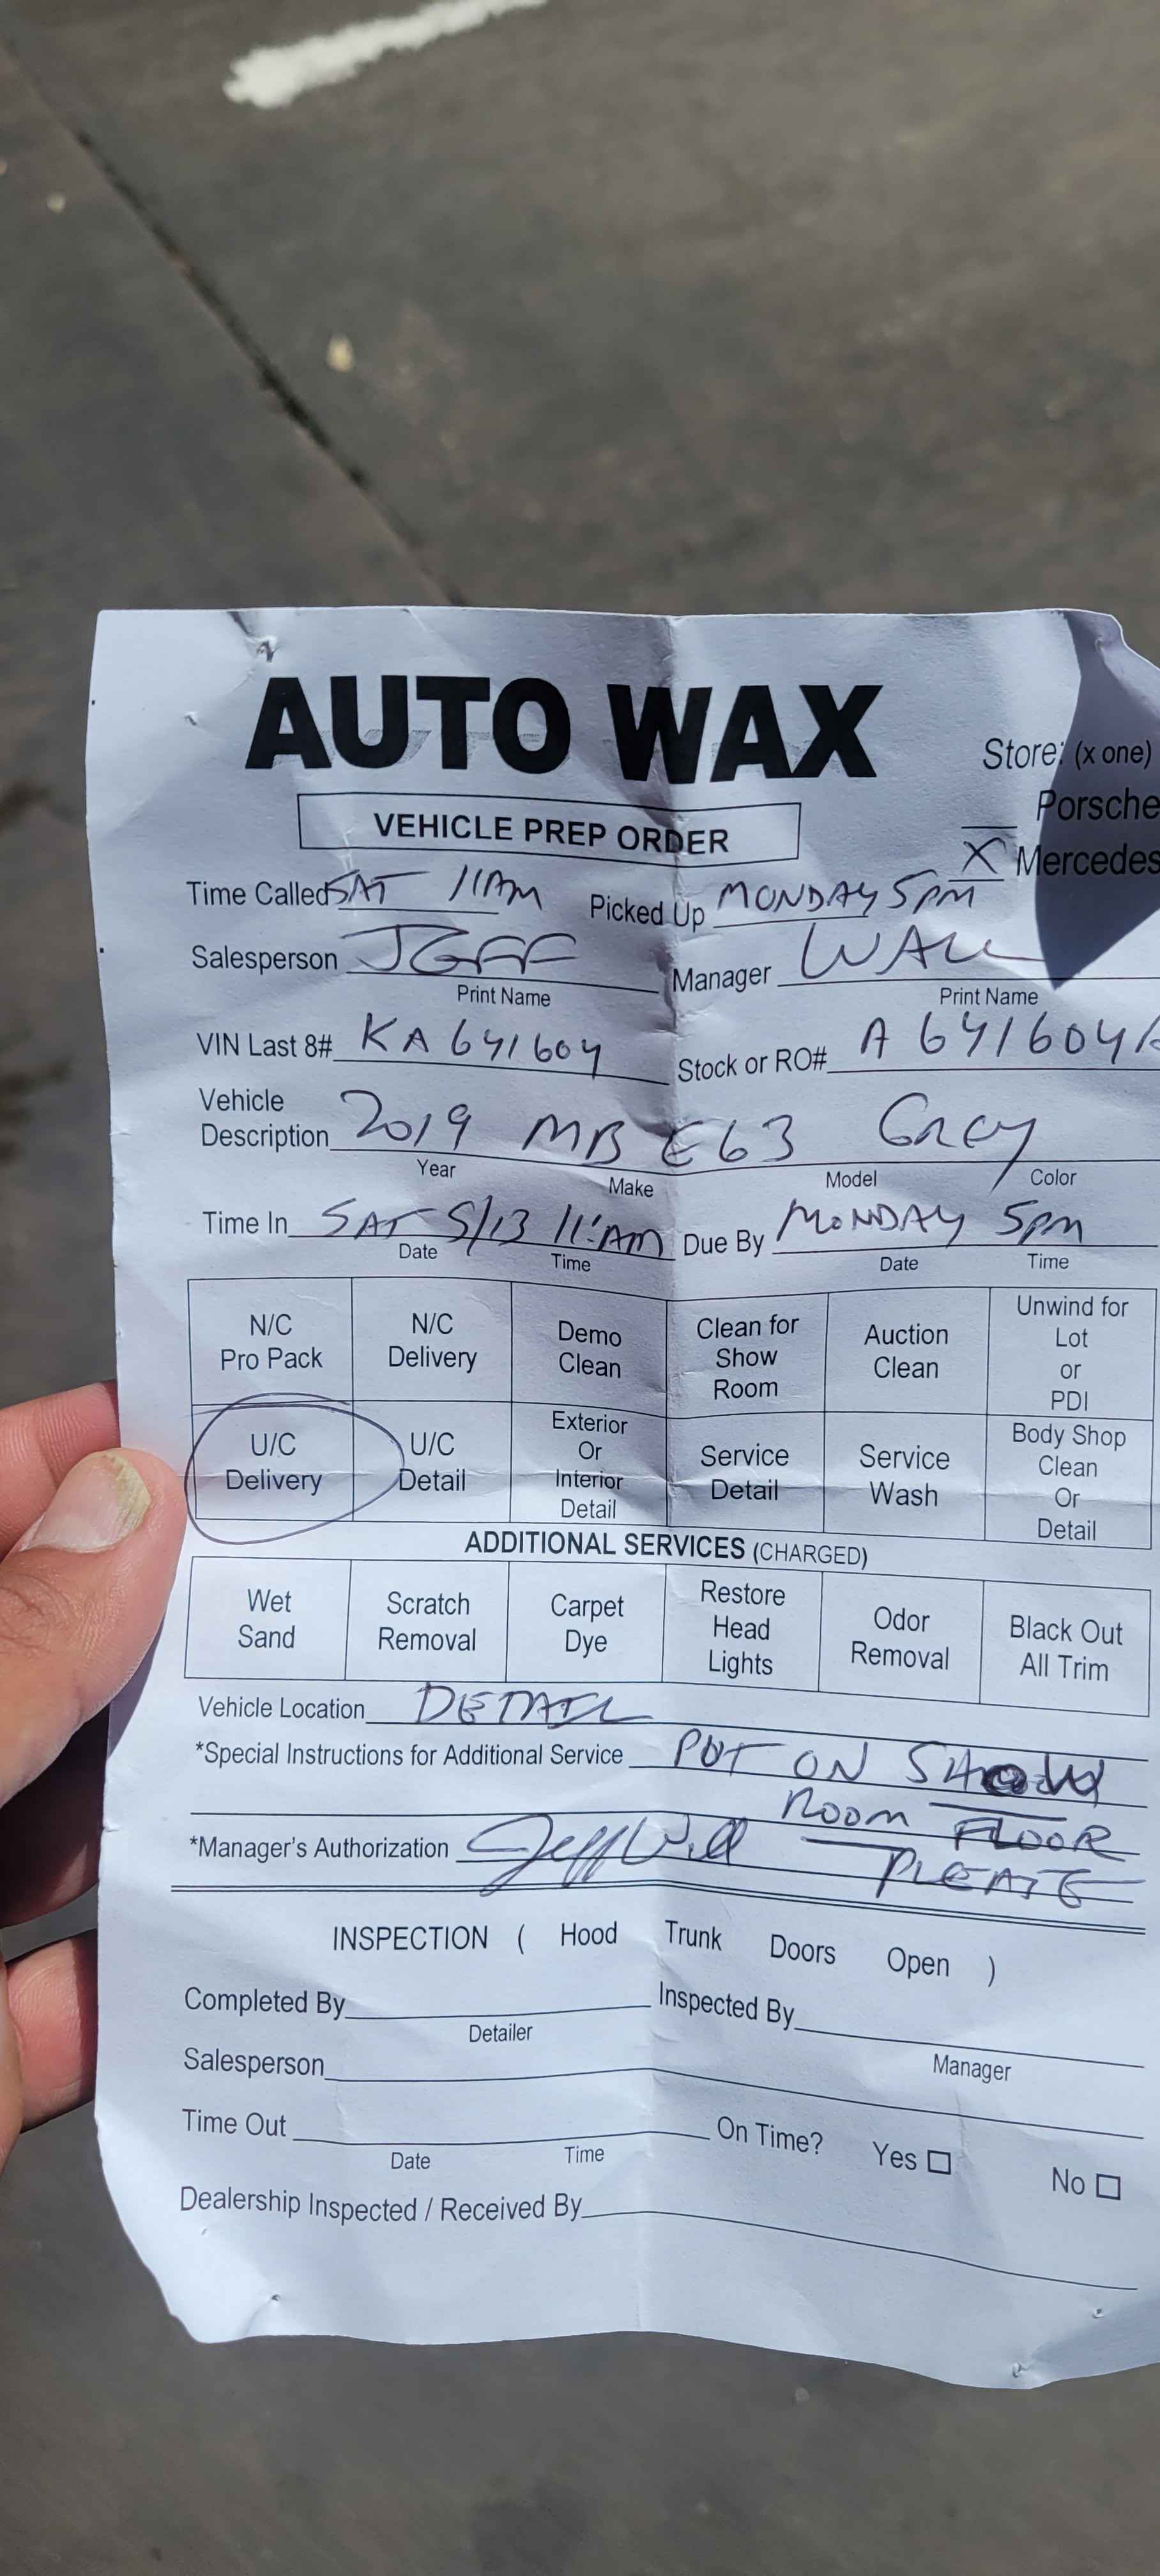 AUTO WAX
VEHICLE PREP ORDER
Store: (x one)
Porsche
X Mercedes
Time Called SAT 11AM Picked Up MONDAY 5PM
Salesperson JEFF Manager WALL
Print Name Print Name
VIN Last 8# KA641604 Stock or RO# A641604A
Vehicle
Description 2019 MB E63 GREY
Year Make Model Color
Time In SAT 5/13 11:AM Due By MONDAY 5PM
Date Time Date Time
N/C Pro Pack N/C Delivery Demo Clean Clean for Show Room Auction Clean Unwind for Lot or PDI
U/C Delivery U/C Detail Exterior Or Interior Detail Service Detail Service Wash Body Shop Clean Or Detail
ADDITIONAL SERVICES (CHARGED)
Wet Sand Scratch Removal Carpet Dye Restore Head Lights Odor Removal Black Out All Trim
Vehicle Location DETAIL
*Special Instructions for Additional Service PUT ON SHOW
ROOM FLOOR
*Manager's Authorization Jeff Wall PLEASE
INSPECTION ( Hood Trunk Doors Open )
Completed By Inspected By
Detailer Manager
Salesperson
Time Out On Time? Yes No
Date Time
Dealership Inspected / Received By